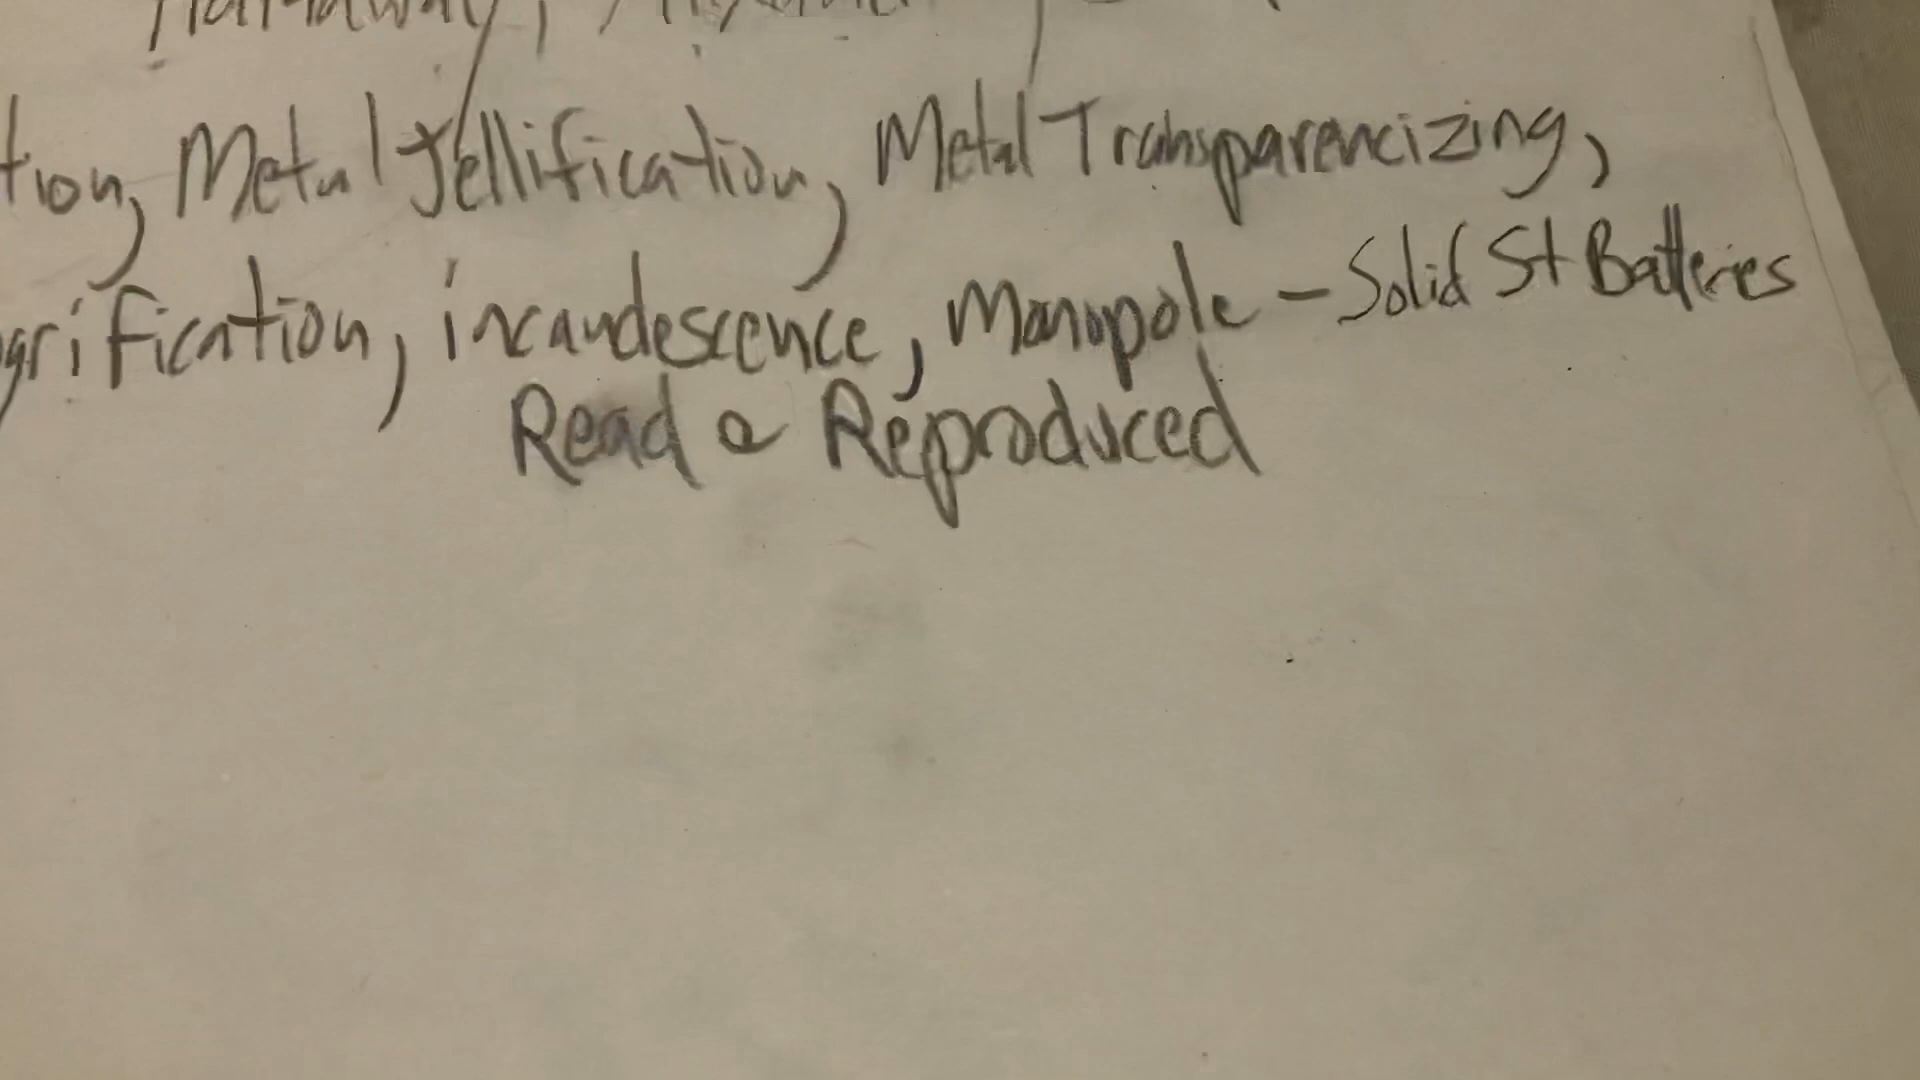 tion, Metal Jellification, Metal Transparencizing,
grification, incandescence, Monopole - Solid St Batteries
Read & Reproduced